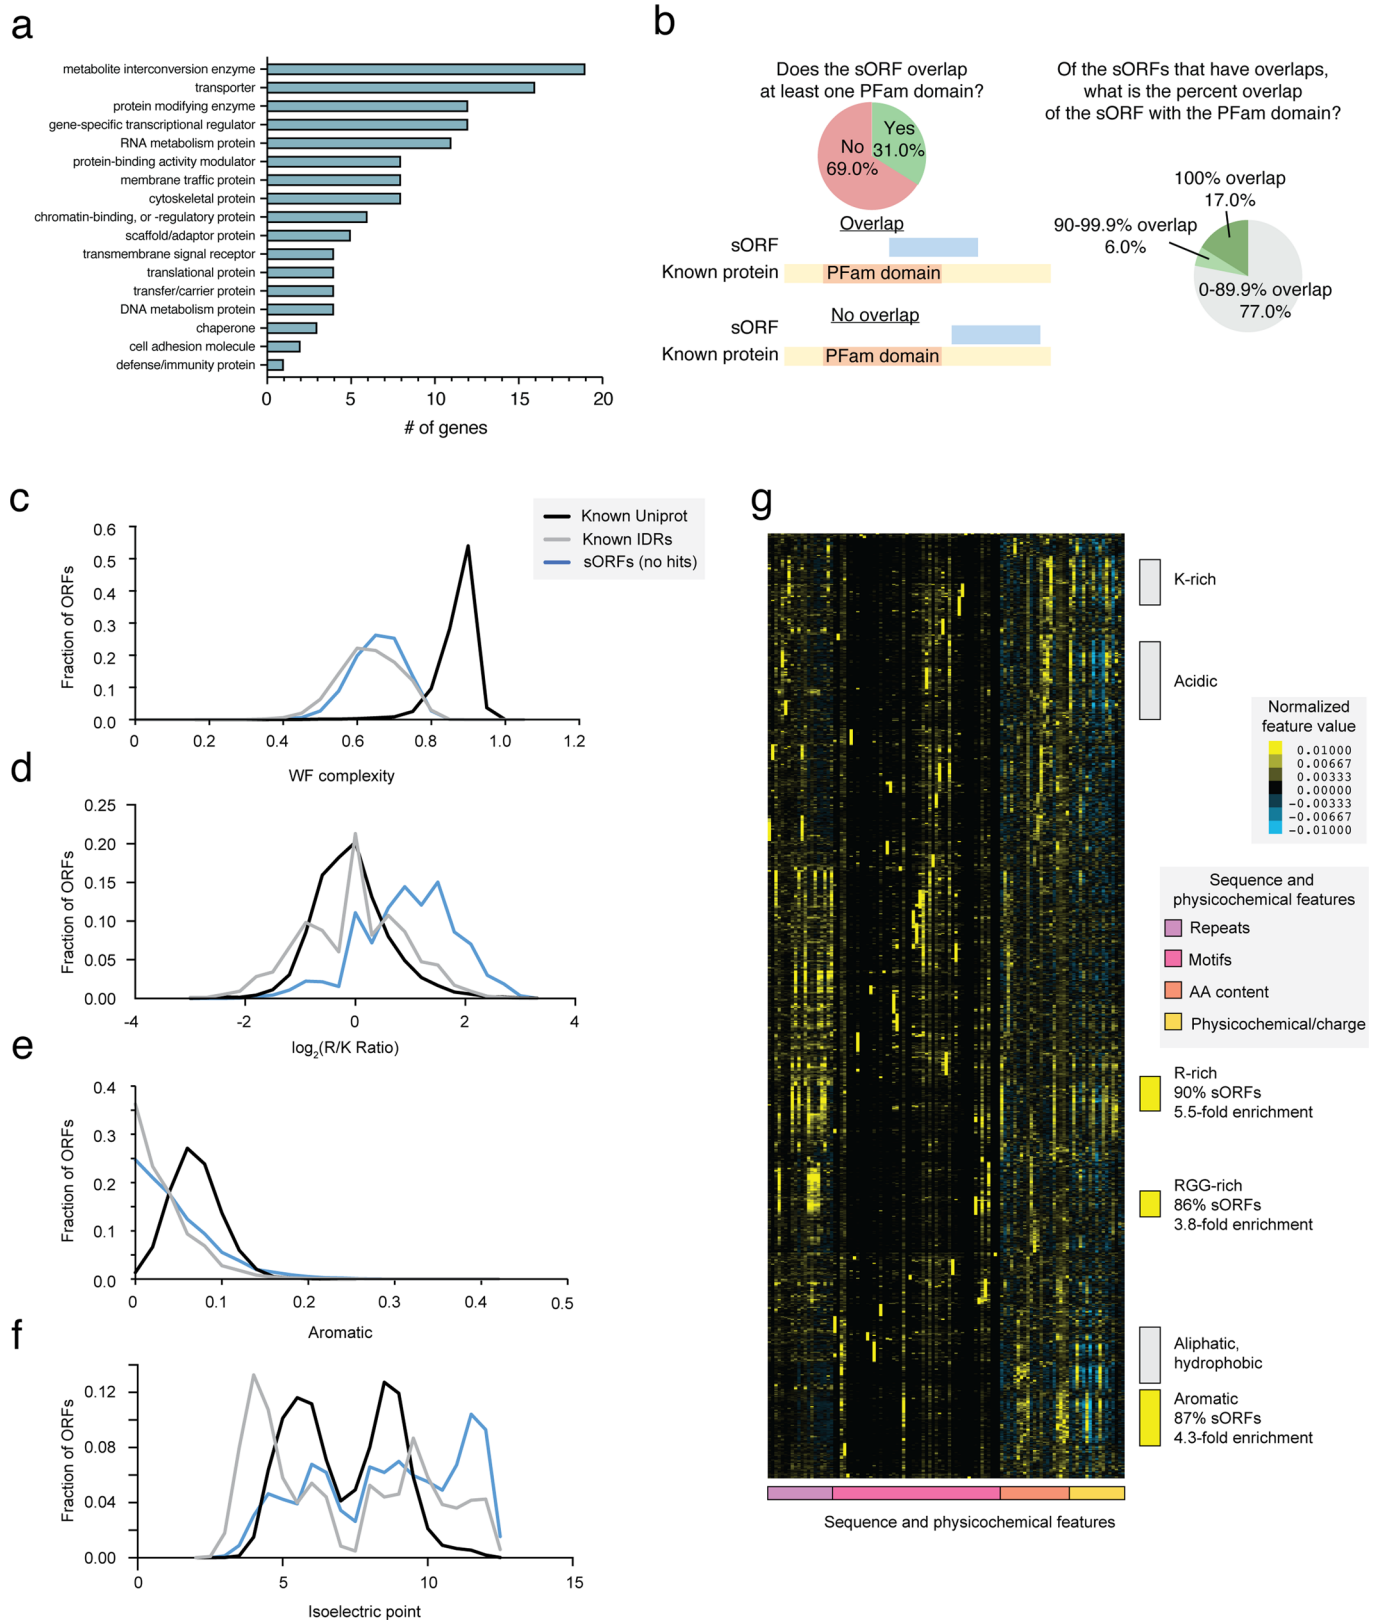 a
metabolite interconversion enzyme
transporter
protein modifying enzyme
gene-specific transcriptional regulator
RNA metabolism protein
protein-binding activity modulator
membrane traffic protein
cytoskeletal protein
chromatin-binding, or -regulatory protein
scaffold/adaptor protein
transmembrane signal receptor
translational protein
transfer/carrier protein
DNA metabolism protein
chaperone
cell adhesion molecule
defense/immunity protein
0 5 10 15 20
# of genes
b
Does the sORF overlap
at least one PFam domain?
Yes
31.0%
No
69.0%
Overlap
sORF
Known protein
PFam domain
No overlap
sORF
Known protein
PFam domain
Of the sORFs that have overlaps,
what is the percent overlap
of the sORF with the PFam domain?
100% overlap
17.0%
90-99.9% overlap
6.0%
0-89.9% overlap
77.0%
c
Known Uniprot
Known IDRs
sORFs (no hits)
Fraction of ORFs
0.6
0.5
0.4
0.3
0.2
0.1
0.0
0 0.2 0.4 0.6 0.8 1.0 1.2
WF complexity
d
Fraction of ORFs
0.25
0.20
0.15
0.10
0.05
0.00
-4 -2 0 2 4
log2(R/K Ratio)
e
Fraction of ORFs
0.4
0.3
0.2
0.1
0.0
0 0.1 0.2 0.3 0.4 0.5
Aromatic
f
Fraction of ORFs
0.12
0.08
0.04
0.00
0 5 10 15
Isoelectric point
g
K-rich
Acidic
Normalized
feature value
0.01000
0.00667
0.00333
0.00000
-0.00333
-0.00667
-0.01000
Sequence and
physicochemical features
Repeats
Motifs
AA content
Physicochemical/charge
R-rich
90% sORFs
5.5-fold enrichment
RGG-rich
86% sORFs
3.8-fold enrichment
Aliphatic,
hydrophobic
Aromatic
87% sORFs
4.3-fold enrichment
Sequence and physicochemical features